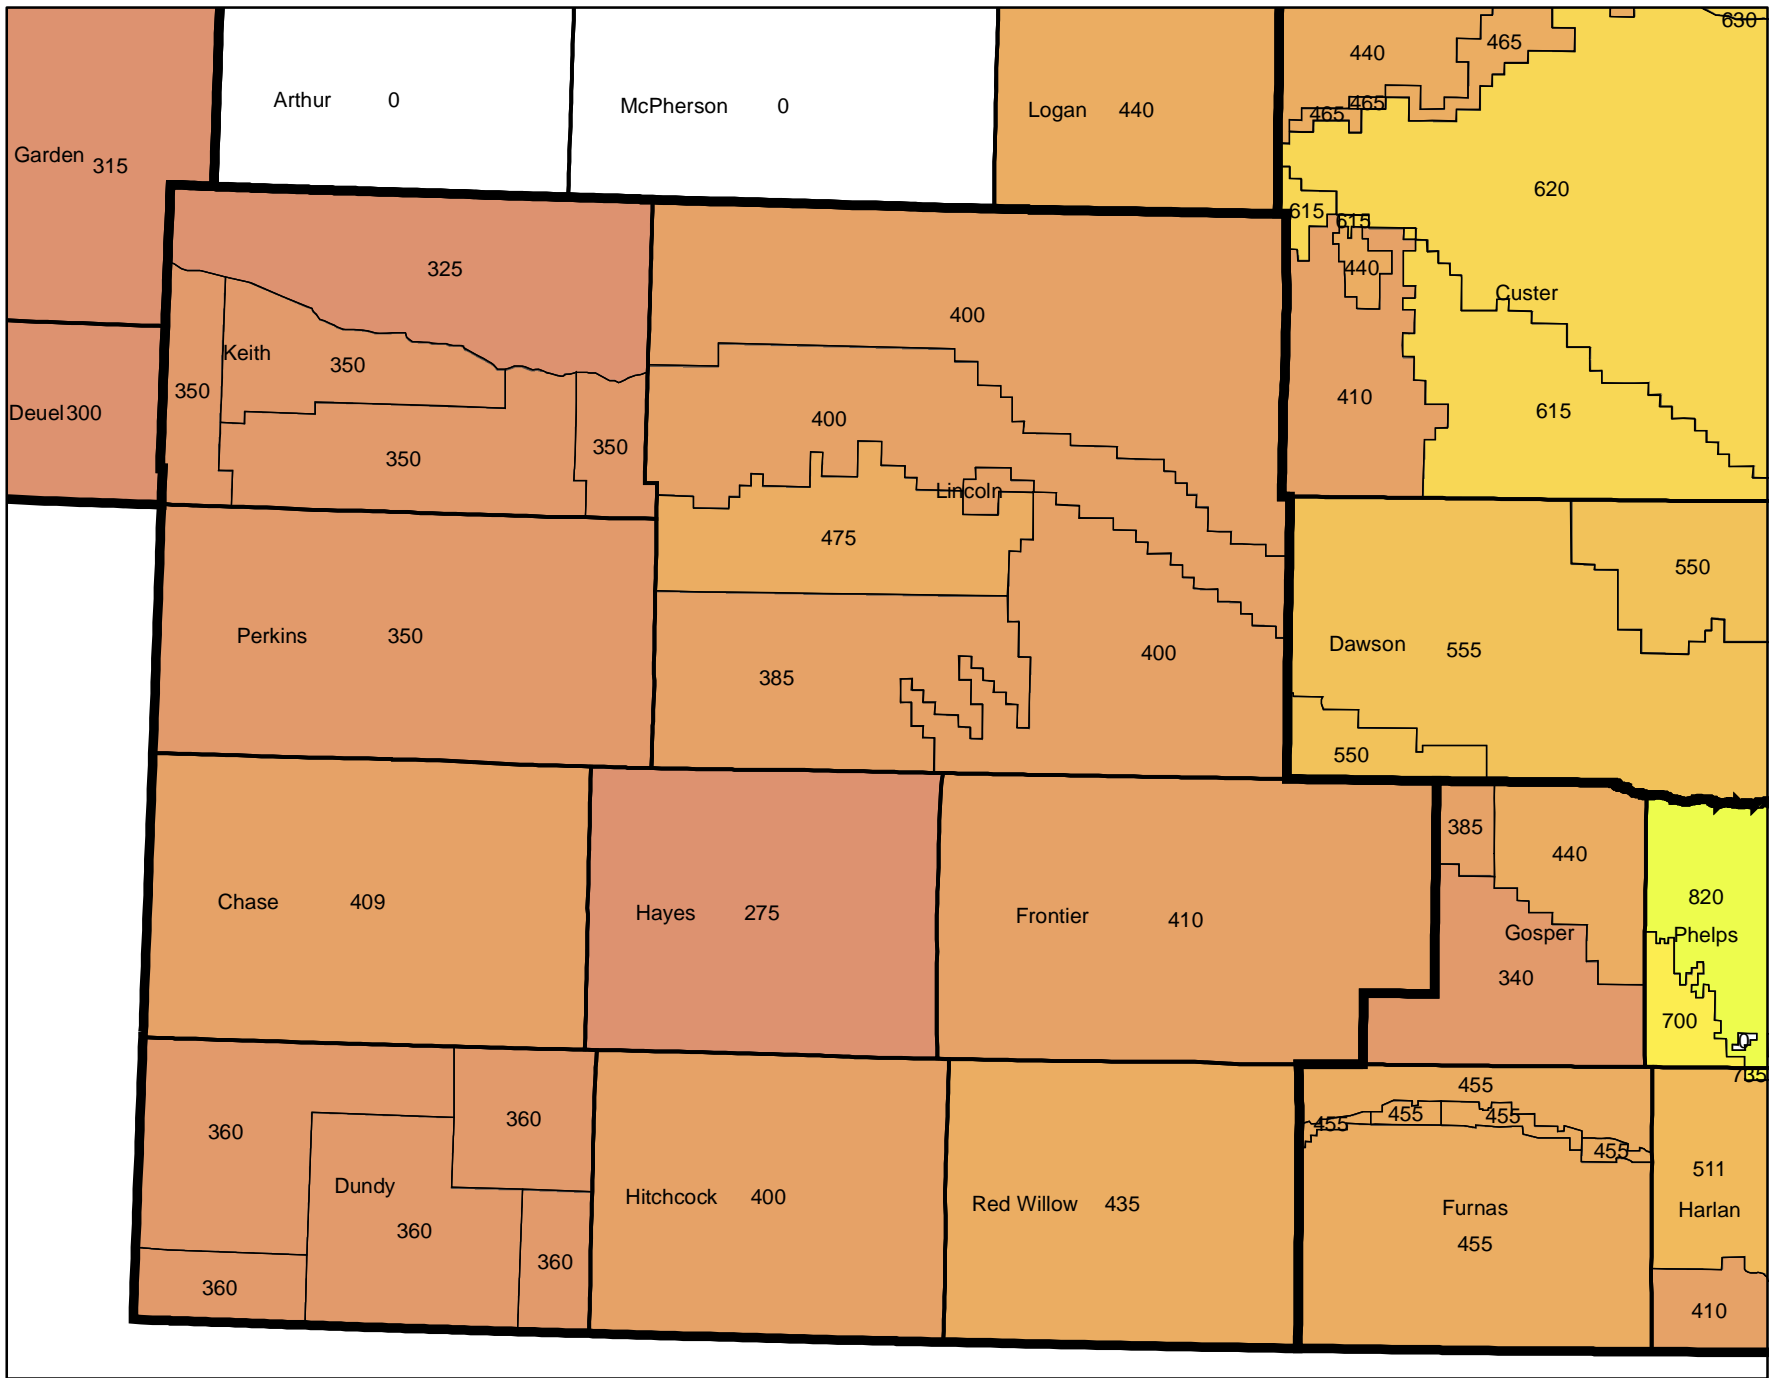 630
440
465
Arthur 0
McPherson 0
Logan 440
465
465
Garden 315
620
615
615
325
440
400
Custer
Keith
350
350
Deuel 300
410
615
400
350
350
Lincoln
475
550
Perkins 350
Dawson 555
400
385
550
385
440
820
Chase 409
Hayes 275
Frontier 410
Gosper
Phelps
340
700
0
735
455
455
455
455
360
360
455
511
Dundy
Hitchcock 400
Red Willow 435
Furnas
Harlan
360
455
360
360
410